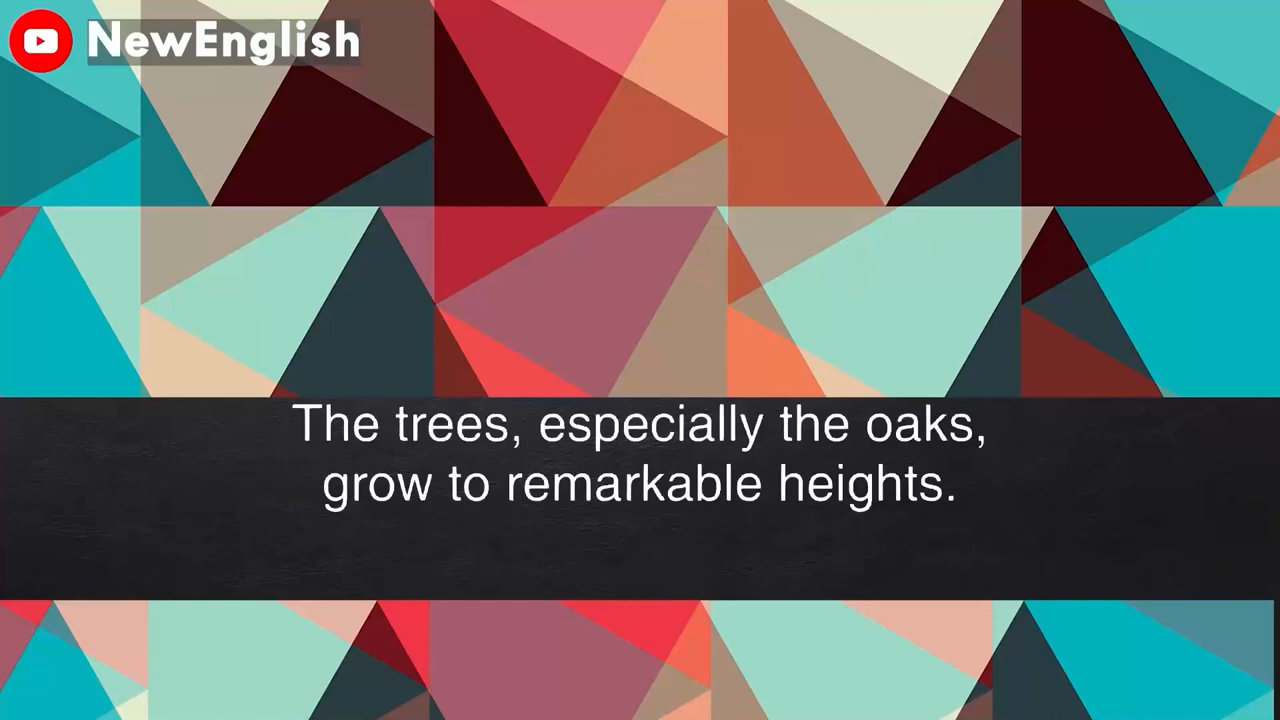 NewEnglish
The trees, especially the oaks,
grow to remarkable heights.